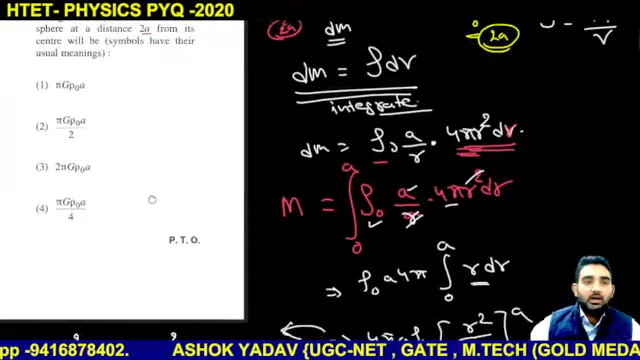 HTET- PHYSICS PYQ -2020
sphere at a distance 2a from its
centre will be (symbols have their
usual meanings) :
(1) πGρ₀a
(2) πGρ₀a / 2
(3) 2πGρ₀a
(4) πGρ₀a / 4
P. T. O.
2a dm
dm = ρdv
integrate
dm = ρ₀ a/r · 4πr² dr.
M = ∫₀ᵃ ρ₀ a/r · 4πr² dr
⇒ ρ₀ a 4π ∫₀ᵃ r dr
2a
pp -9416878402.
ASHOK YADAV {UGC-NET , GATE , M.TECH (GOLD MEDA